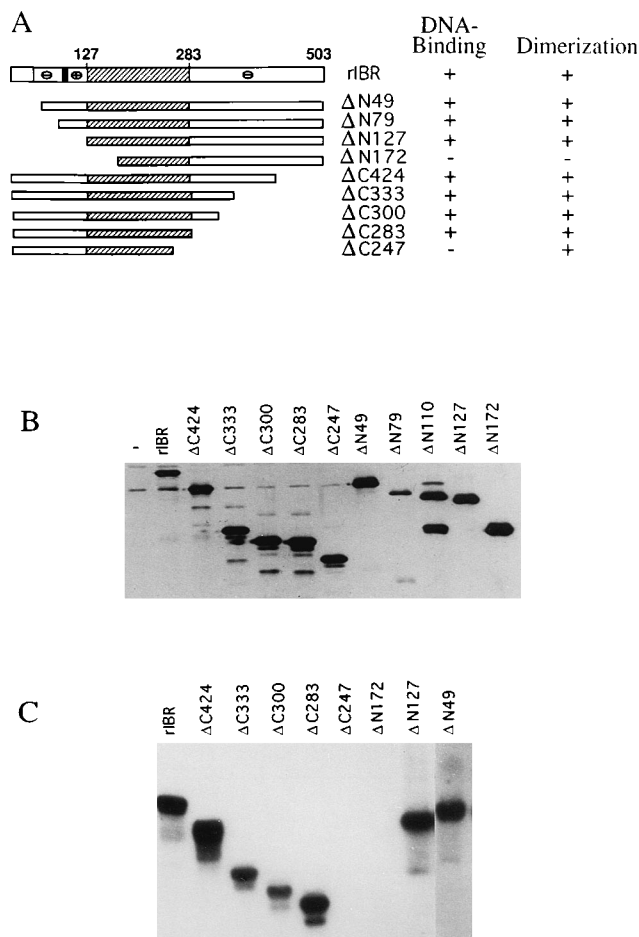 A
DNA-
Binding Dimerization
127 283 503
⊖ ⊕ ⊖
rIBR + +
ΔN49 + +
ΔN79 + +
ΔN127 + +
ΔN172 - -
ΔC424 + +
ΔC333 + +
ΔC300 + +
ΔC283 + +
ΔC247 - +
B
- rIBR ΔC424 ΔC333 ΔC300 ΔC283 ΔC247 ΔN49 ΔN79 ΔN110 ΔN127 ΔN172
C
rIBR ΔC424 ΔC333 ΔC300 ΔC283 ΔC247 ΔN172 ΔN127 ΔN49